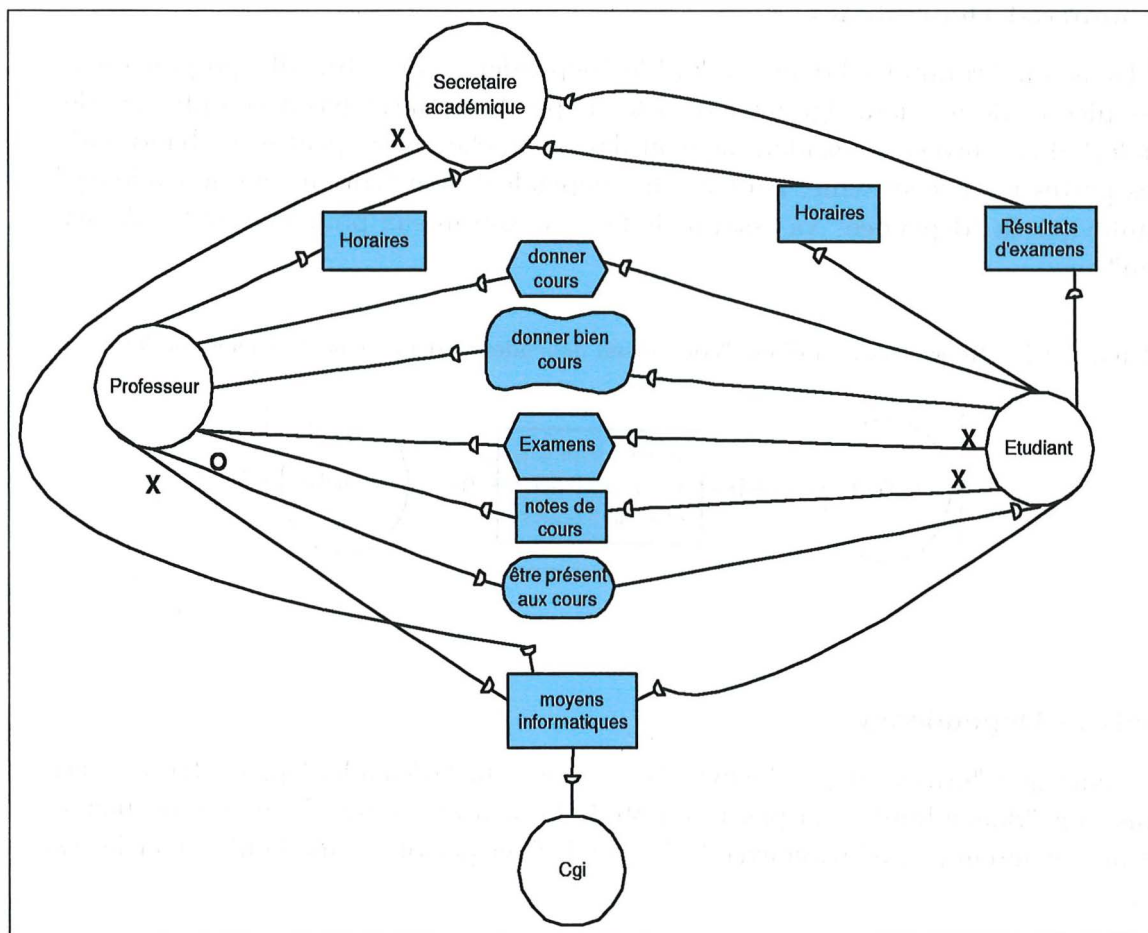 Secretaire
académique
X
Horaires
Horaires
Résultats
d'examens
donner
cours
donner bien
cours
Professeur
Examens
X
Etudiant
O
X
X
notes de
cours
être présent
aux cours
moyens
informatiques
Cgi